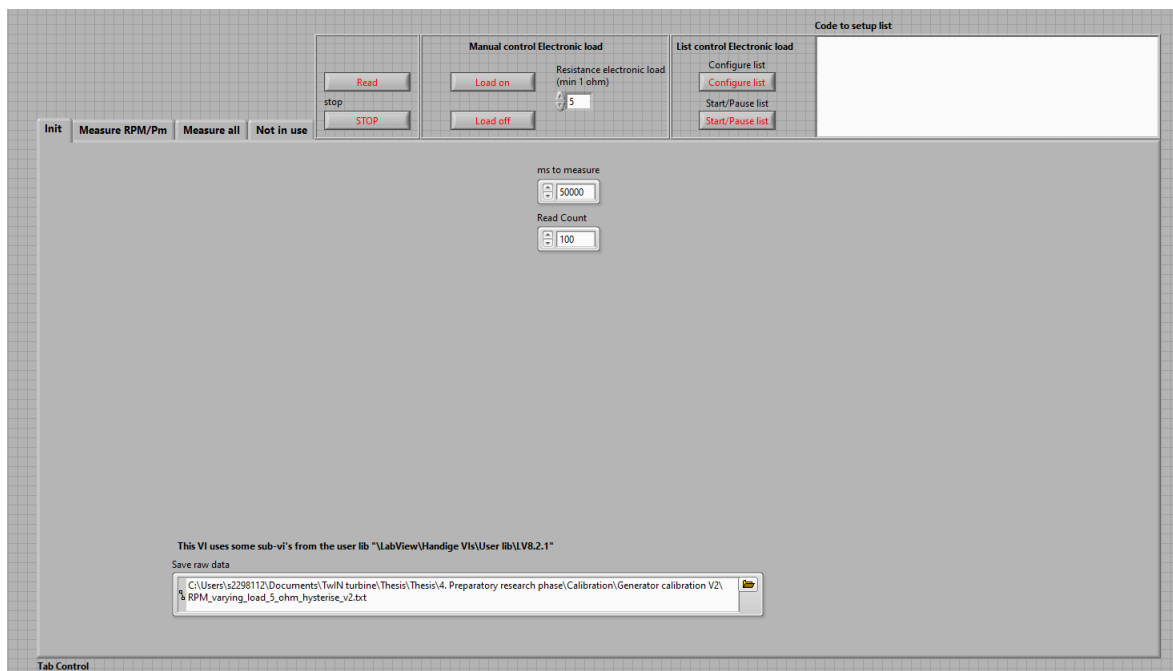 Code to setup list
Manual control Electronic load
List control Electronic load
Configure list
Read
Load on
Resistance electronic load
(min 1 ohm)
Configure list
stop
5
Start/Pause list
STOP
Load off
Start/Pause list
Init
Measure RPM/Pm
Measure all
Not in use
ms to measure
50000
Read Count
100
This VI uses some sub-vi's from the user lib "\LabView\Handige VIs\User lib\LV8.2.1"
Save raw data
C:\Users\s2298112\Documents\TwIN turbine\Thesis\Thesis\4. Preparatory research phase\Calibration\Generator calibration V2\
RPM_varying_load_5_ohm_hysterise_v2.txt
Tab Control